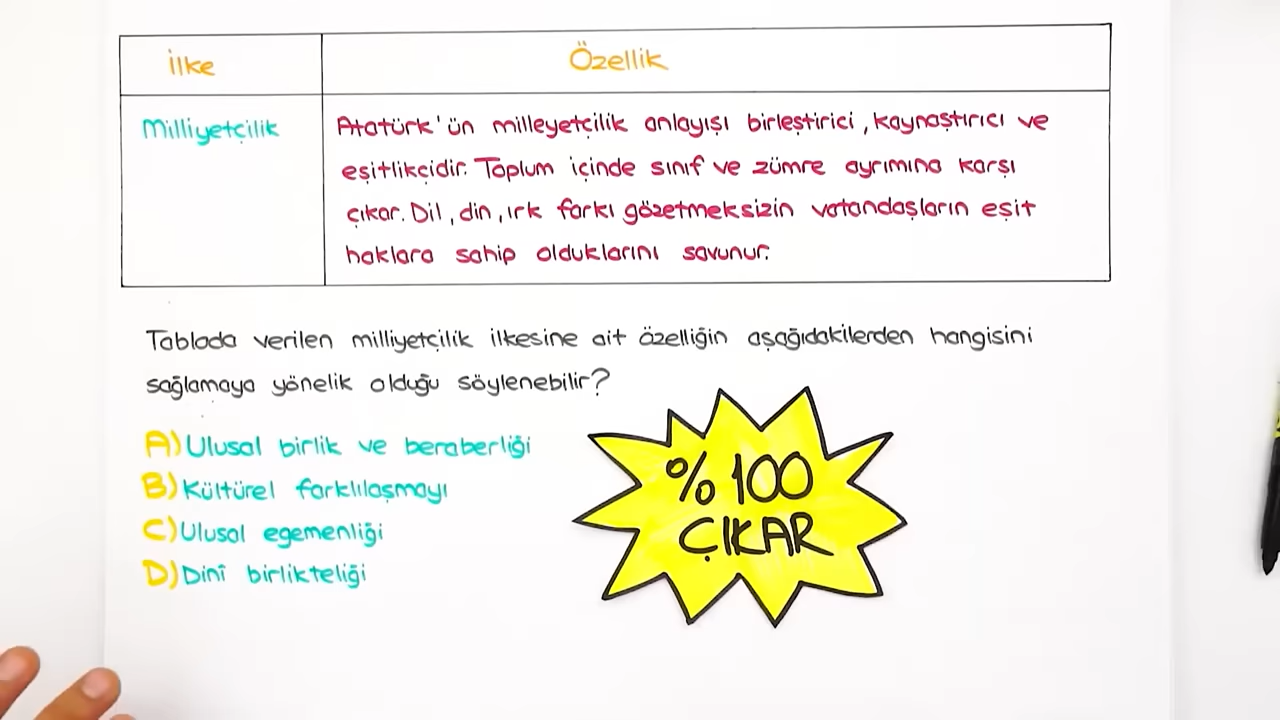 İlke Özellik
Milliyetçilik
Atatürk'ün milleyetçilik anlayışı birleştirici, kaynaştırıcı ve
eşitlikçidir. Toplum içinde sınıf ve zümre ayrımına karşı
çıkar. Dil, din, ırk farkı gözetmeksizin vatandaşların eşit
haklara sahip olduklarını savunur.
Tabloda verilen milliyetçilik ilkesine ait özelliğin aşağıdakilerden hangisini
sağlamaya yönelik olduğu söylenebilir?
A) Ulusal birlik ve beraberliği
B) Kültürel farklılaşmayı
C) Ulusal egemenliği
D) Dinî birlikteliği
% 100
ÇIKAR